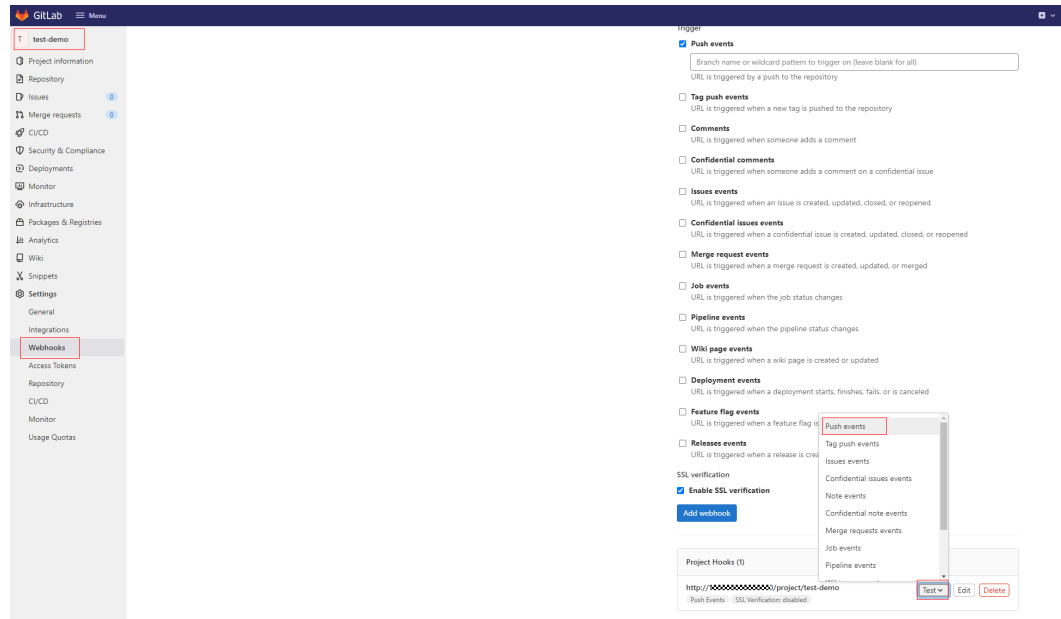 GitLab
Menu
T test-demo
Project information
Repository
Issues 0
Merge requests 0
CI/CD
Security & Compliance
Deployments
Monitor
Infrastructure
Packages & Registries
Analytics
Wiki
Snippets
Settings
General
Integrations
Webhooks
Access Tokens
Repository
CI/CD
Monitor
Usage Quotas
Trigger
Push events
Branch name or wildcard pattern to trigger on (leave blank for all)
URL is triggered by a push to the repository
Tag push events
URL is triggered when a new tag is pushed to the repository
Comments
URL is triggered when someone adds a comment
Confidential comments
URL is triggered when someone adds a comment on a confidential issue
Issues events
URL is triggered when an issue is created, updated, closed, or reopened
Confidential issues events
URL is triggered when a confidential issue is created, updated, closed, or reopened
Merge request events
URL is triggered when a merge request is created, updated, or merged
Job events
URL is triggered when the job status changes
Pipeline events
URL is triggered when the pipeline status changes
Wiki page events
URL is triggered when a wiki page is created or updated
Deployment events
URL is triggered when a deployment starts, finishes, fails, or is canceled
Feature flag events
URL is triggered when a feature flag is
Releases events
URL is triggered when a release is crea
SSL verification
Enable SSL verification
Add webhook
Push events
Tag push events
Issues events
Confidential issues events
Note events
Confidential note events
Merge requests events
Job events
Pipeline events
Project Hooks (1)
http:// /project/test-demo
Test Edit Delete
Push Events SSL Verification: disabled